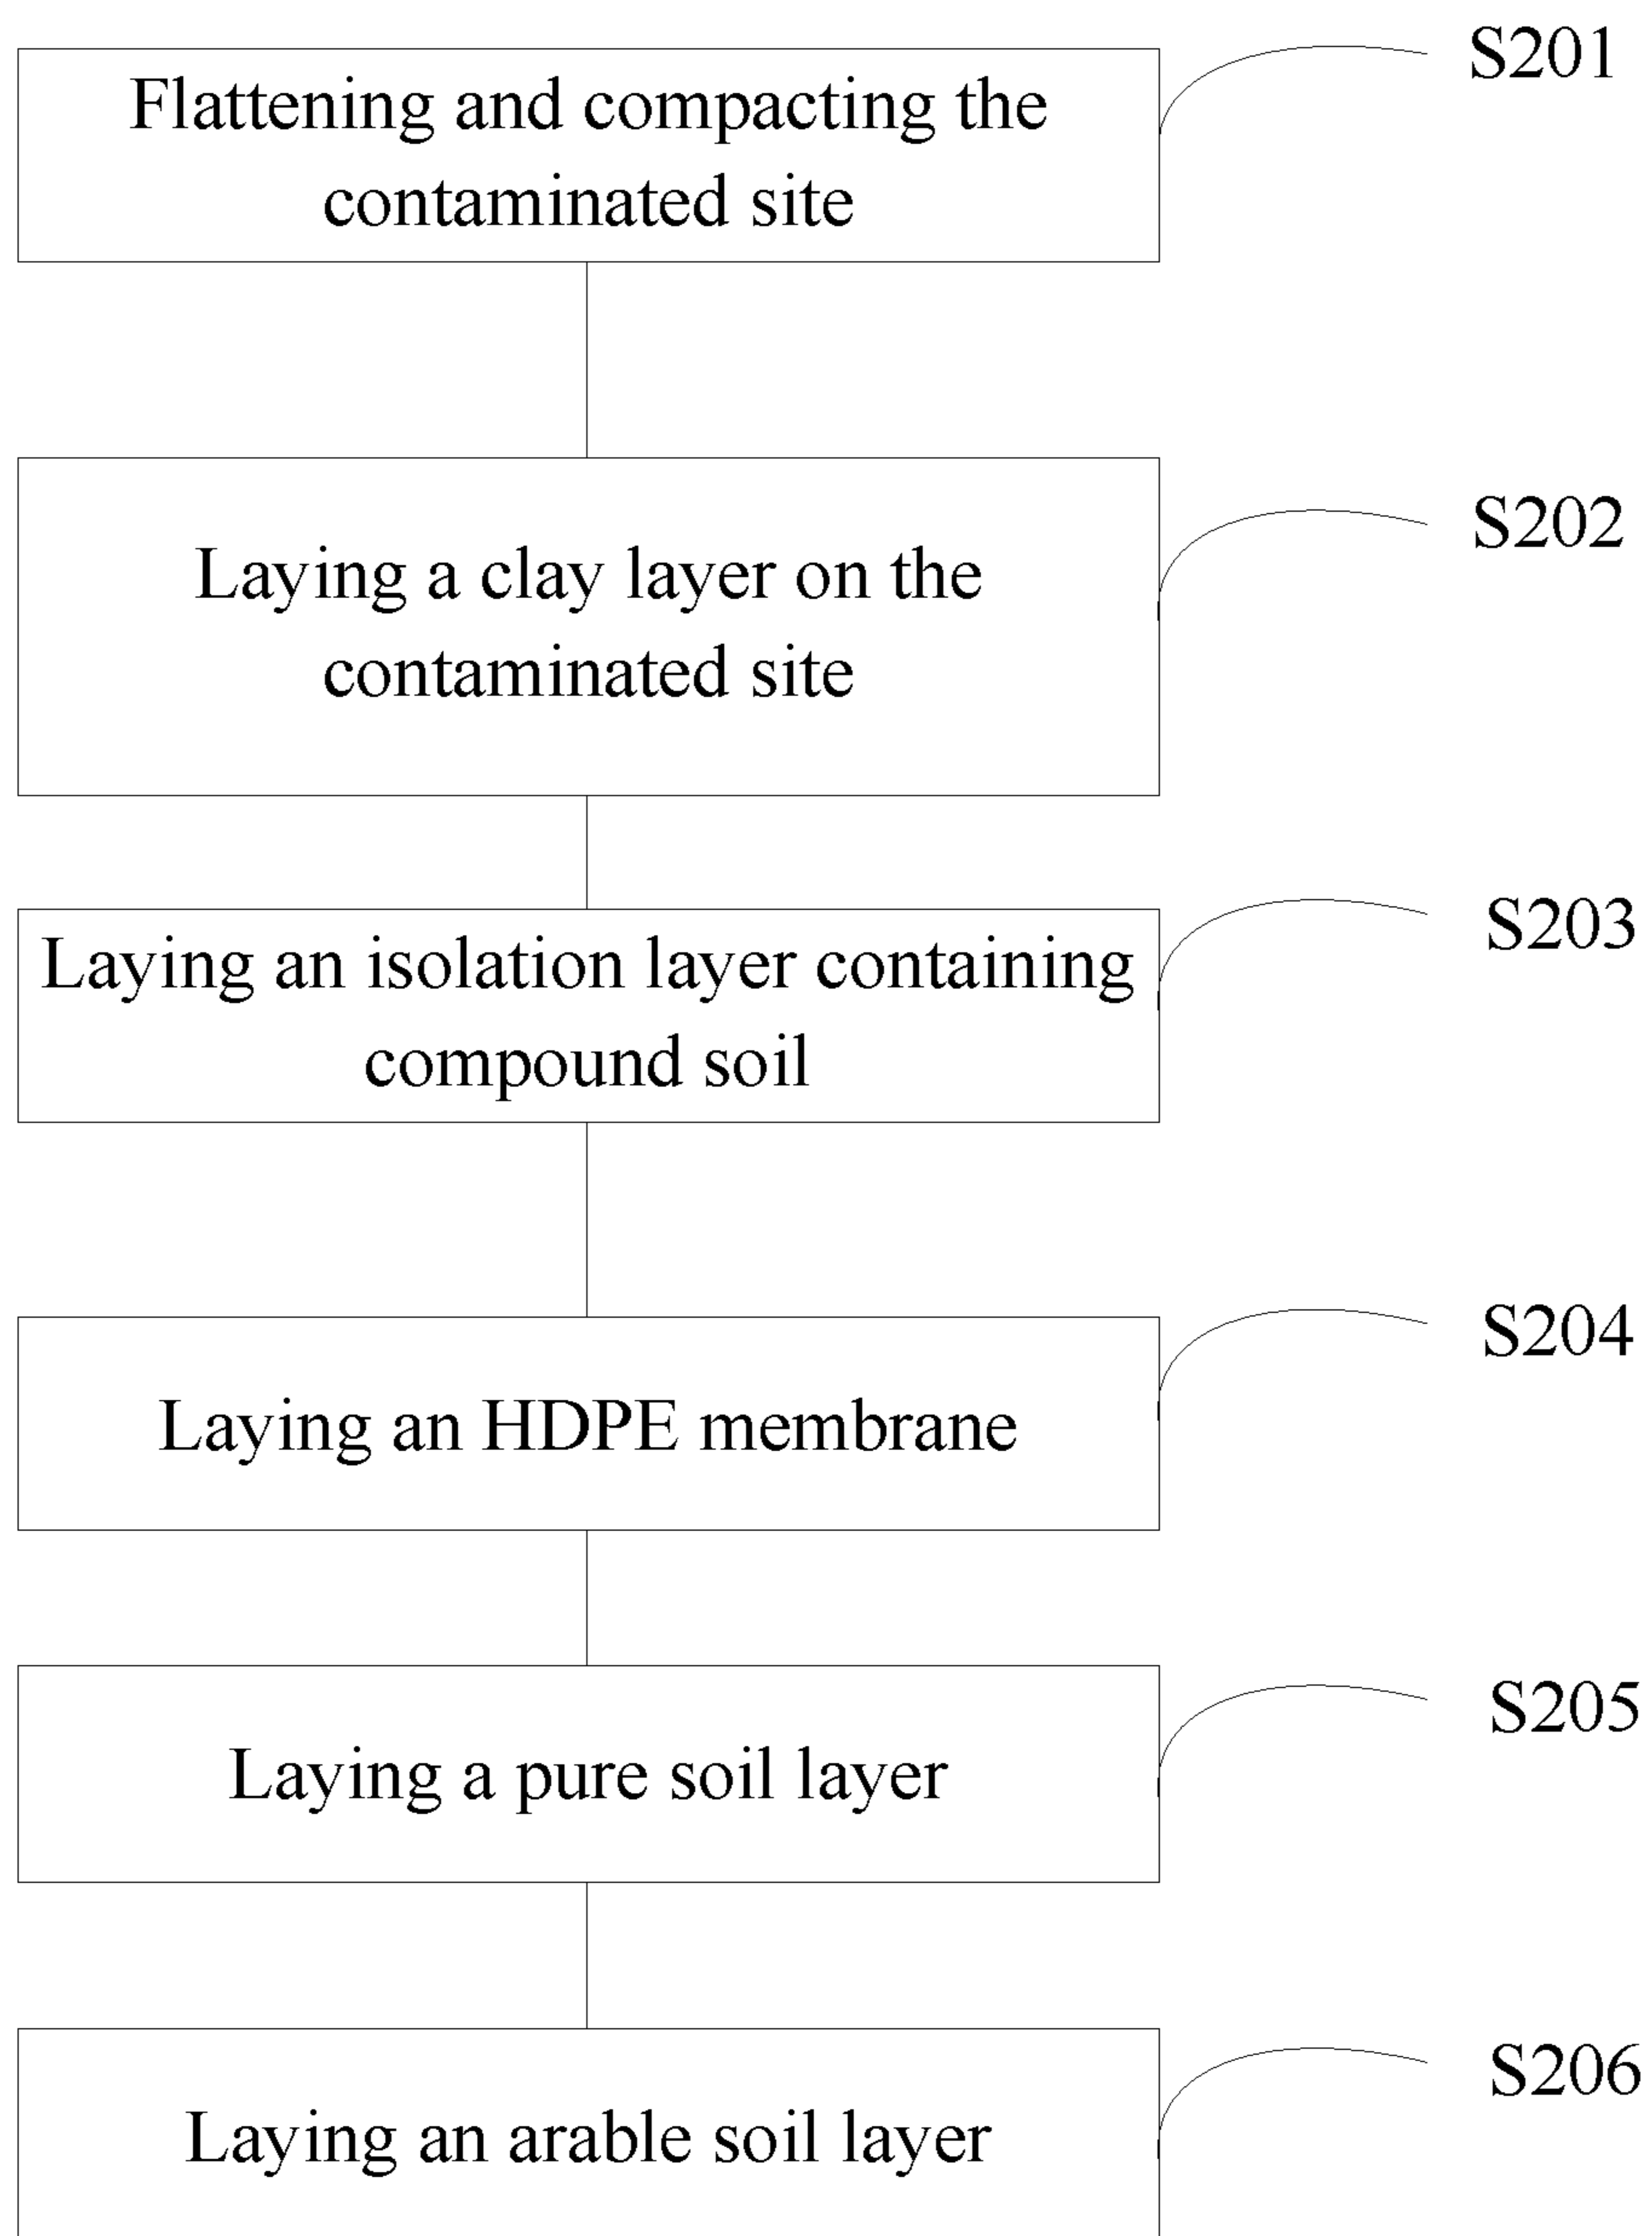 S201
Flattening and compacting the
contaminated site
S202
Laying a clay layer on the
contaminated site
S203
Laying an isolation layer containing
compound soil
S204
Laying an HDPE membrane
S205
Laying a pure soil layer
S206
Laying an arable soil layer